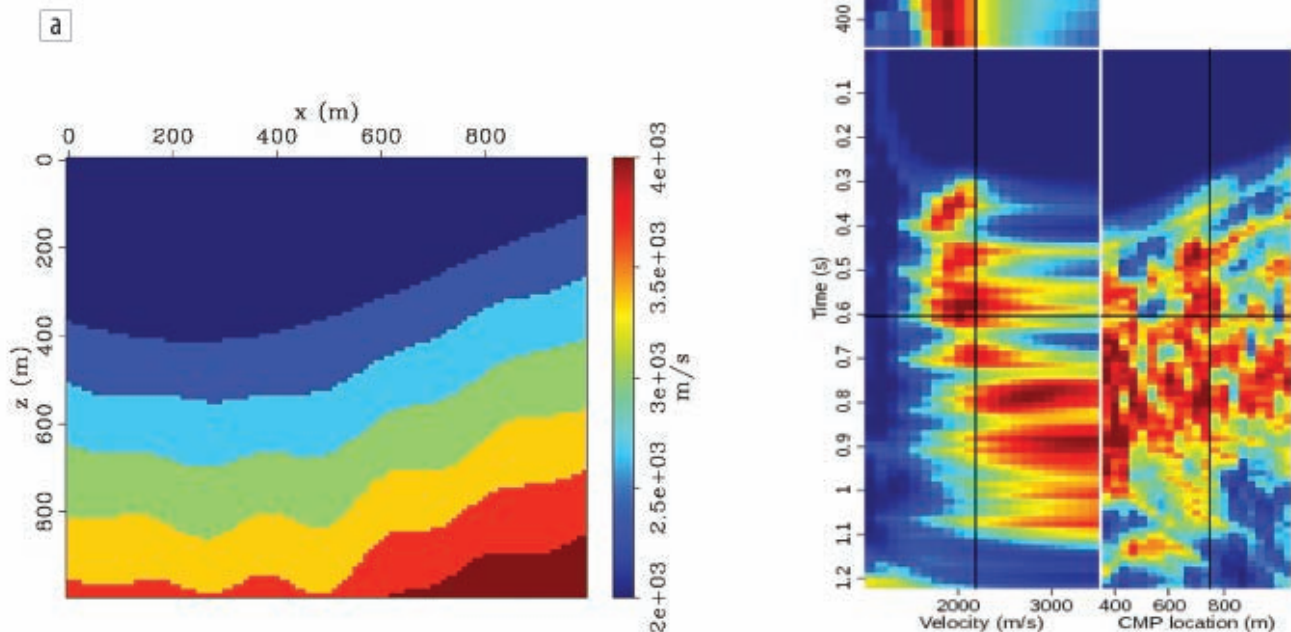 a
x (m)
0 200 400 600 800
z (m)
0
200
400
600
800
4e+03
3.5e+03
3e+03
2.5e+03
2e+03
m/s
400
Time (s)
0.1
0.2
0.3
0.4
0.5
0.6
0.7
0.8
0.9
1
1.1
1.2
2000 3000 400 600 800
Velocity (m/s) CMP location (m)